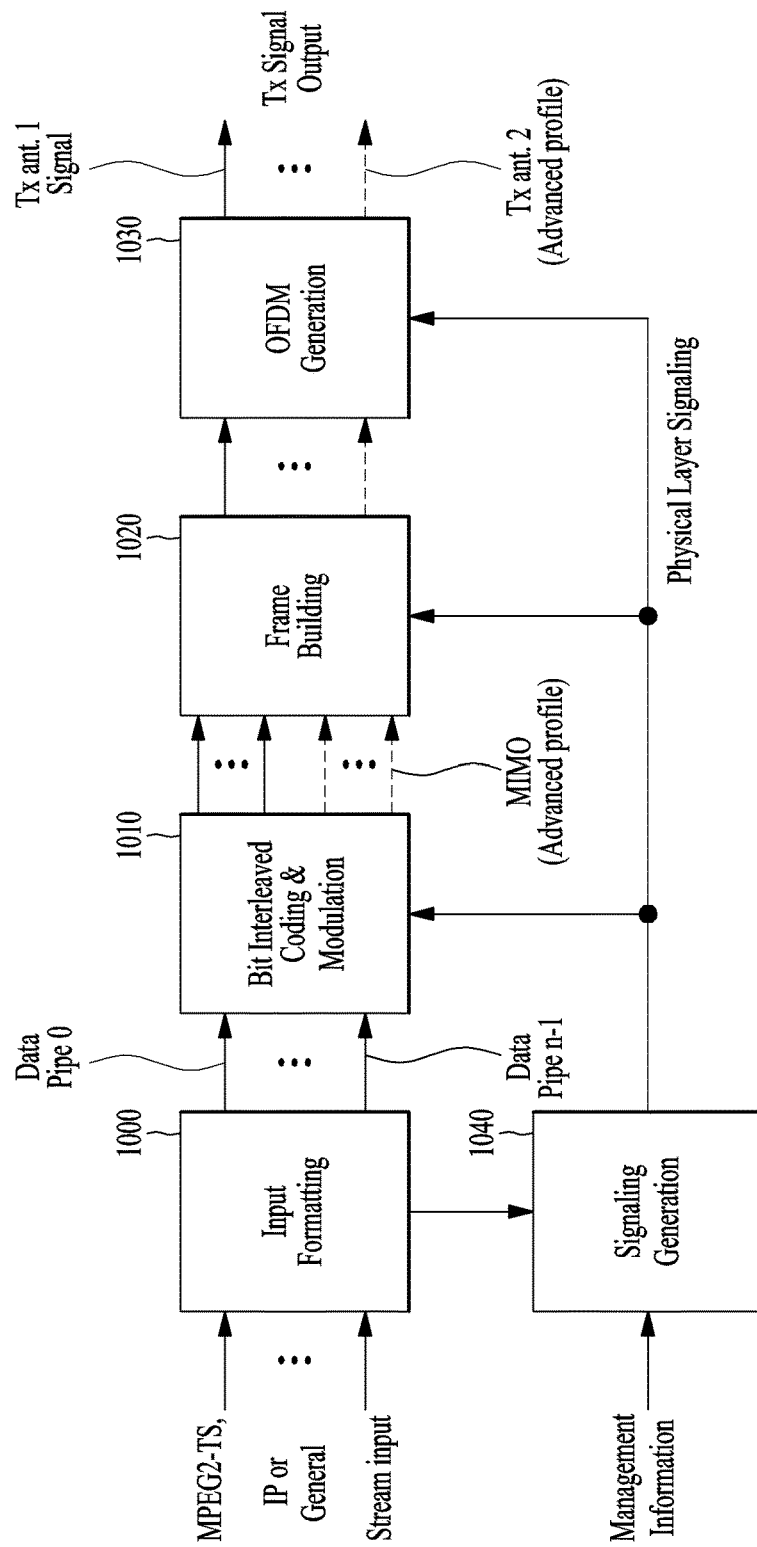 MPEG2-TS,
IP or
General
Stream input
1000
Input
Formatting
Data
Pipe 0
Data
Pipe n-1
1010
Bit Interleaved
Coding &
Modulation
MIMO
(Advanced profile)
1020
Frame
Building
1030
OFDM
Generation
Tx ant. 1
Signal
Tx Signal
Output
Tx ant. 2
(Advanced profile)
Management
Information
1040
Signaling
Generation
Physical Layer Signaling